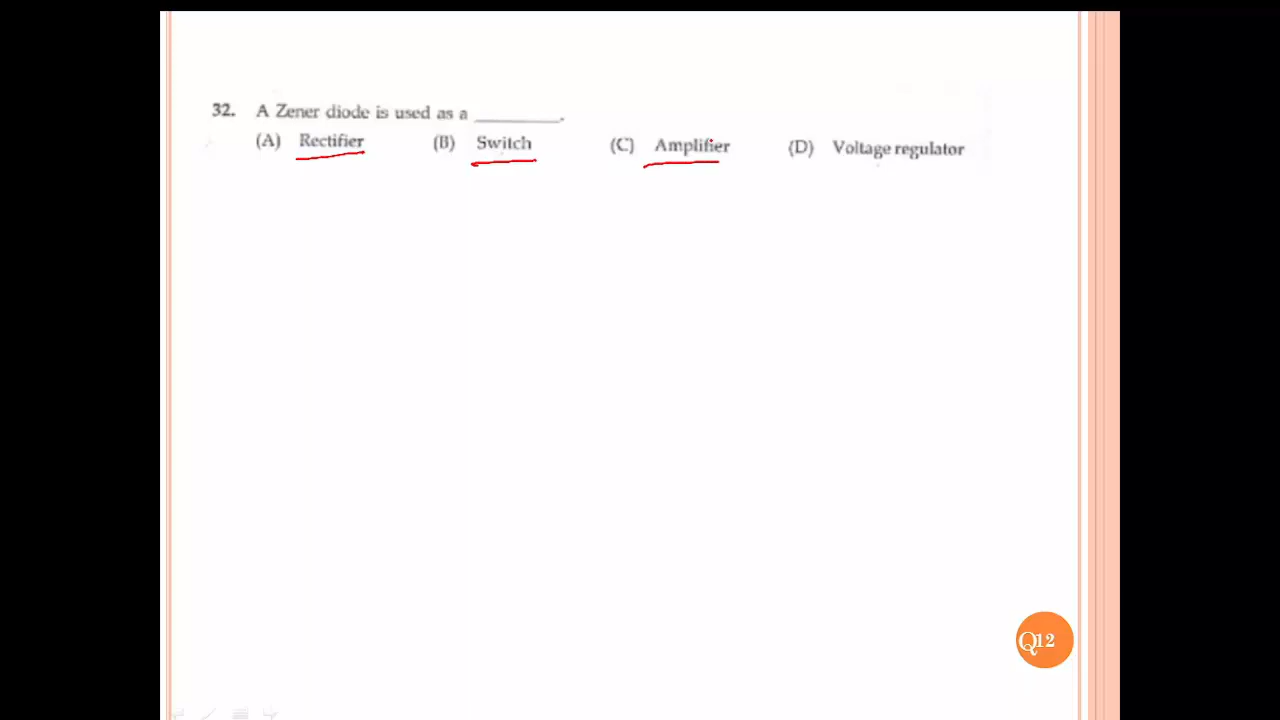 32. A Zener diode is used as a ________.
(A) Rectifier (B) Switch (C) Amplifier (D) Voltage regulator
Q12